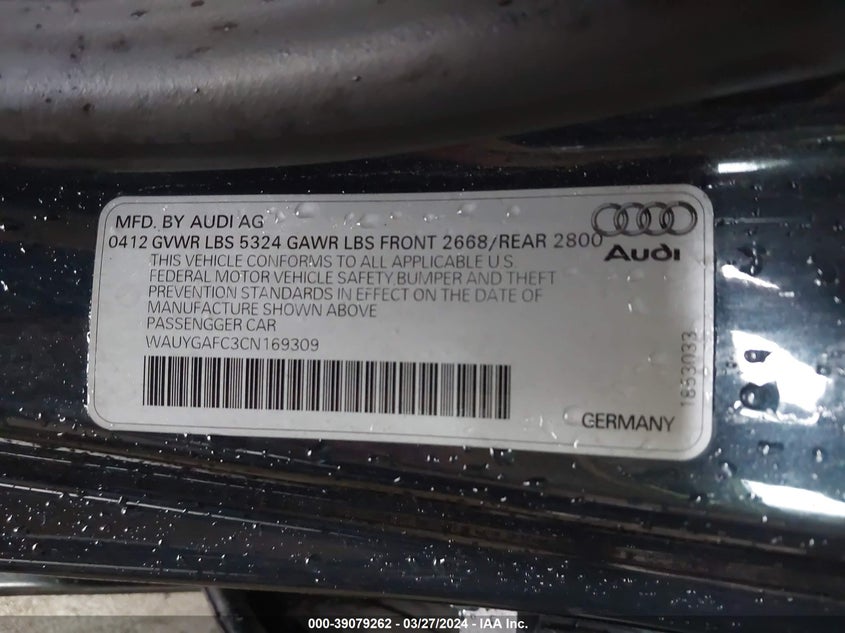 MFD. BY AUDI AG
0412 GVWR LBS 5324 GAWR LBS FRONT 2668/REAR 2800
Audi
THIS VEHICLE CONFORMS TO ALL APPLICABLE U S
FEDERAL MOTOR VEHICLE SAFETY, BUMPER AND THEFT
PREVENTION STANDARDS IN EFFECT ON THE DATE OF
MANUFACTURE SHOWN ABOVE
PASSENGGER CAR
WAUYGAFC3CN169309
1853033
GERMANY
000-39079262 - 03/27/2024 - IAA Inc.